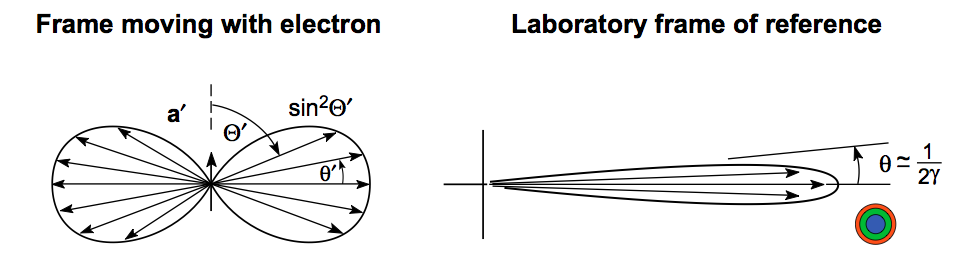 Frame moving with electron
Laboratory frame of reference
a′
sin²Θ′
Θ′
θ′
θ ≃ 1/2γ